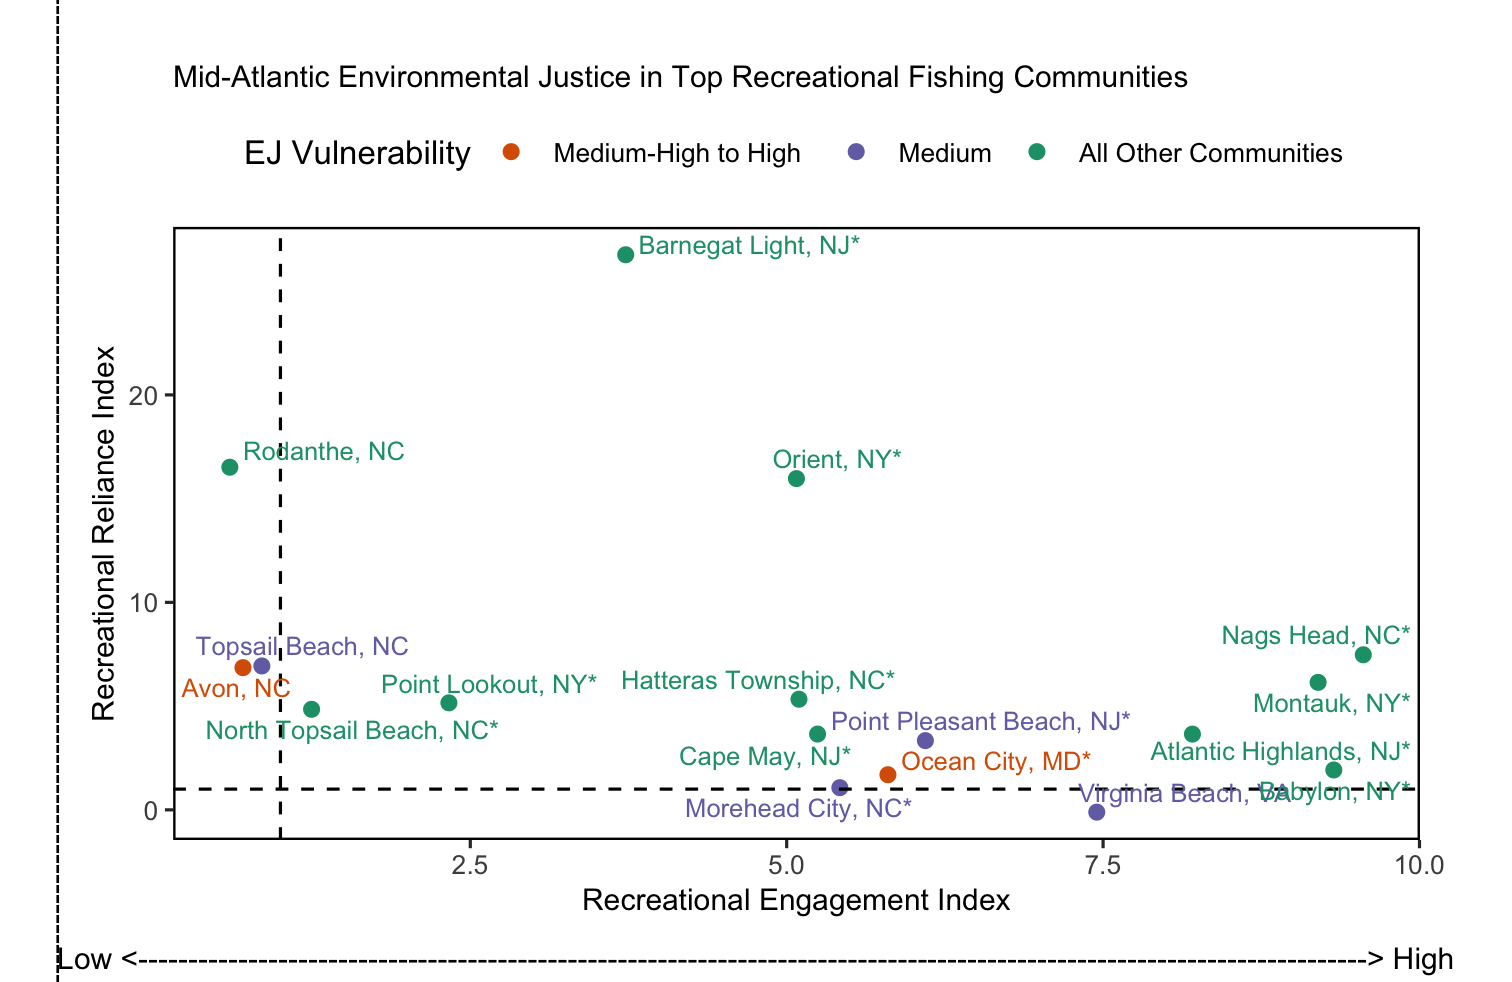 Mid-Atlantic Environmental Justice in Top Recreational Fishing Communities
EJ Vulnerability Medium-High to High Medium All Other Communities
Barnegat Light, NJ*
20
Rodanthe, NC
Orient, NY*
Recreational Reliance Index
10
Nags Head, NC*
Topsail Beach, NC
Hatteras Township, NC*
Point Lookout, NY*
Avon, NC
Montauk, NY*
Point Pleasant Beach, NJ*
North Topsail Beach, NC*
Atlantic Highlands, NJ*
Cape May, NJ*
Ocean City, MD*
Virginia Beach, VA
Babylon, NY*
Morehead City, NC*
0
2.5 5.0 7.5 10.0
Recreational Engagement Index
Low <-----------------------------------------------------------------------------------------------------------------------------> High